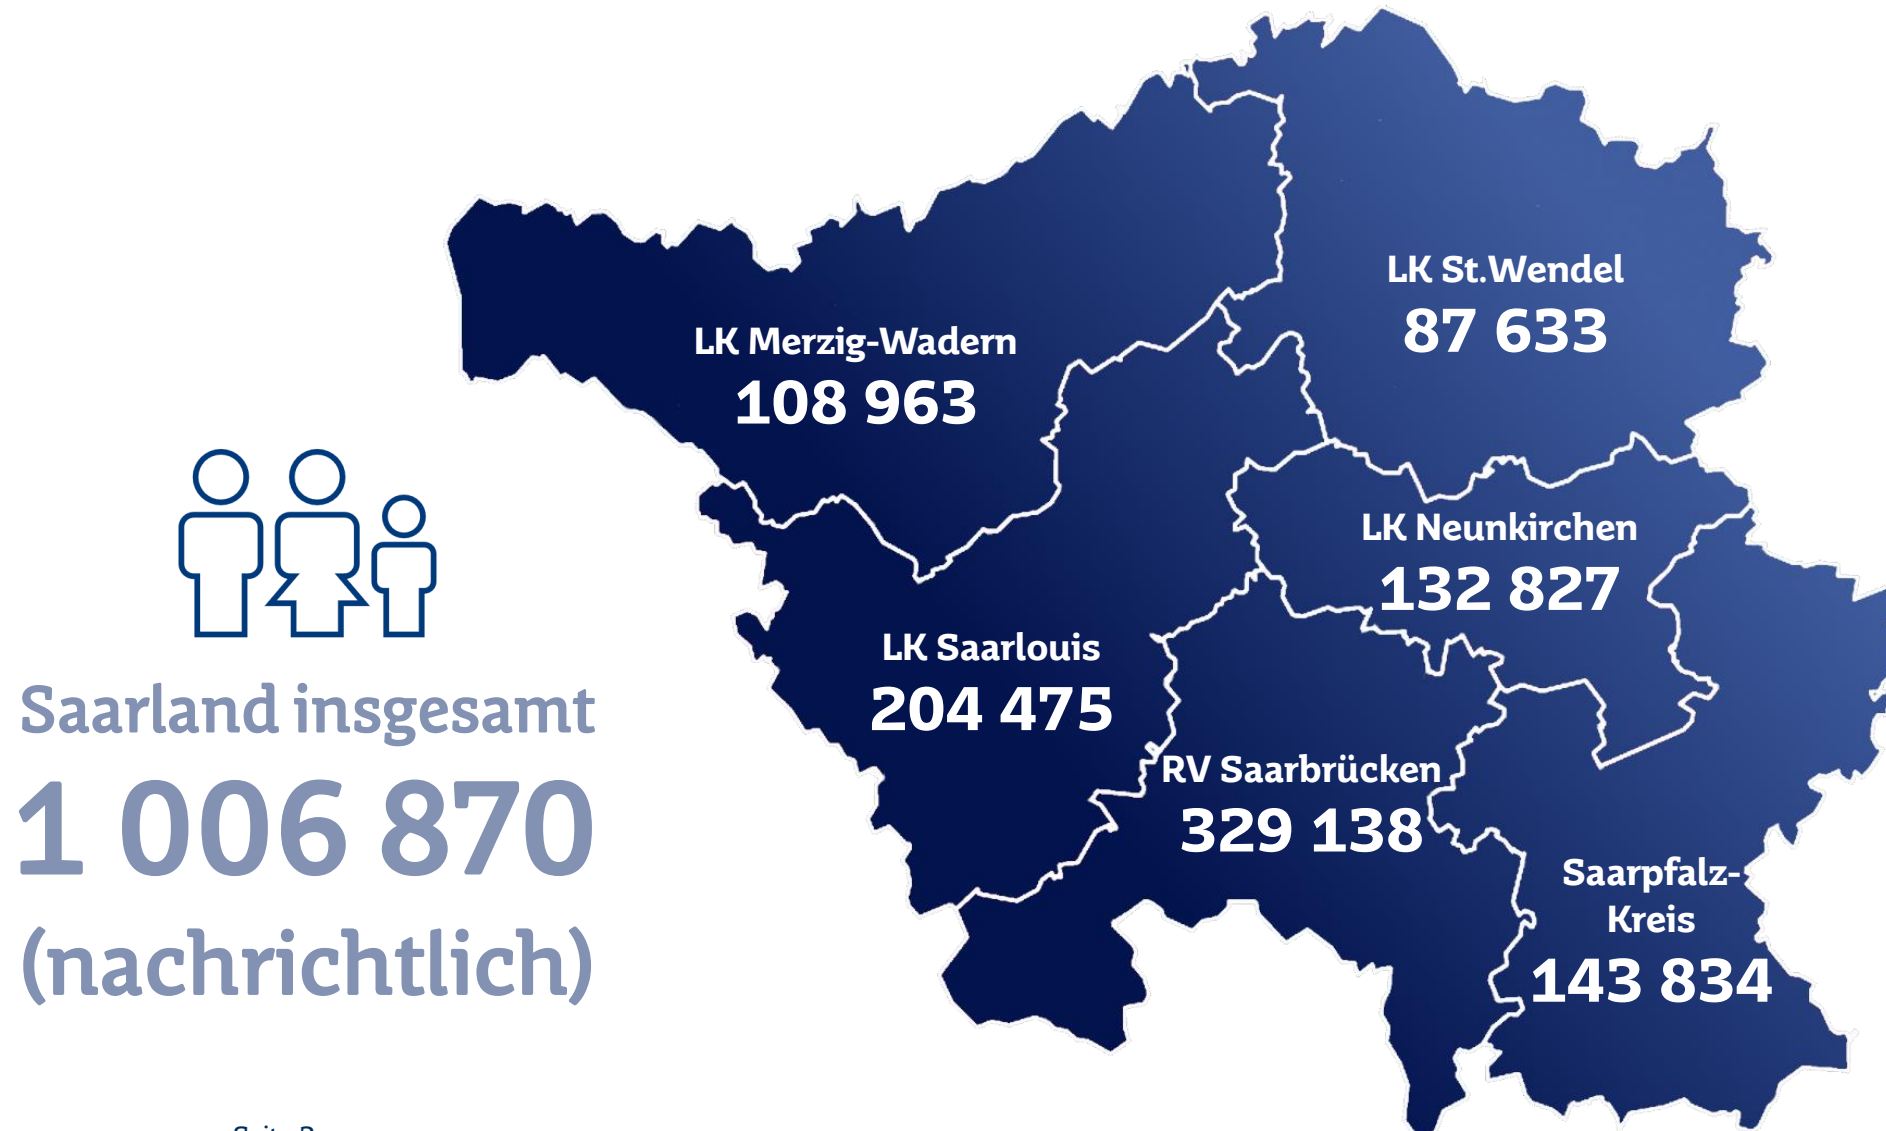 LK St.Wendel
87 633
LK Merzig-Wadern
108 963
LK Neunkirchen
132 827
LK Saarlouis
204 475
RV Saarbrücken
329 138
Saarpfalz-
Kreis
143 834
Saarland insgesamt
1 006 870
(nachrichtlich)